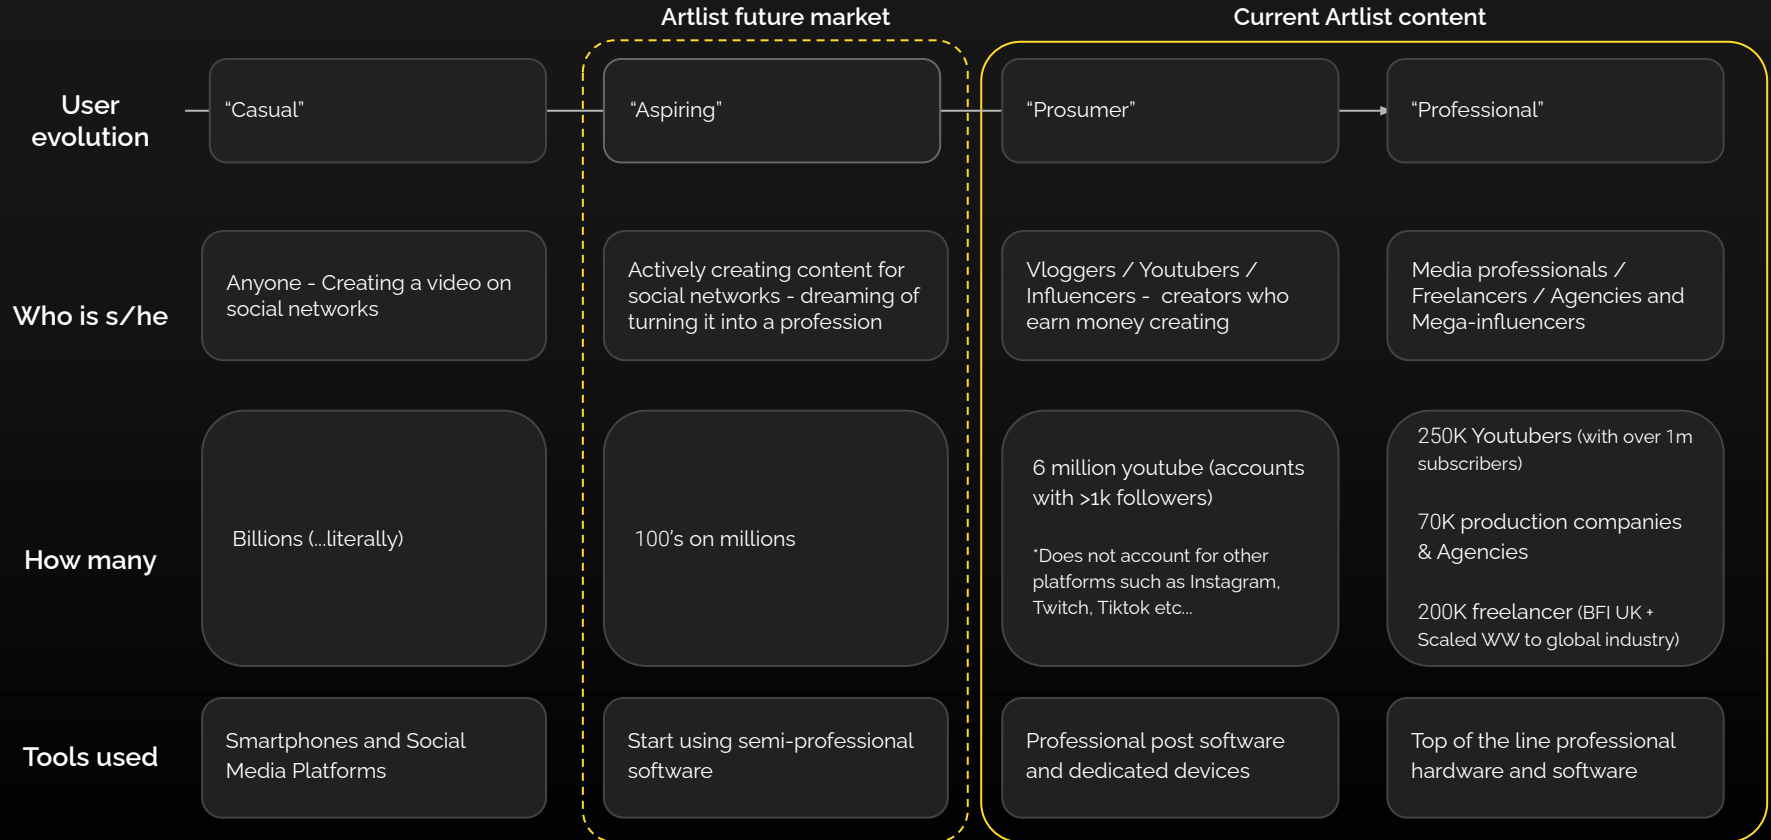 Artlist future market
Current Artlist content
User
evolution
“Casual”
“Aspiring”
“Prosumer”
“Professional”
Who is s/he
Anyone - Creating a video on
social networks
Actively creating content for
social networks - dreaming of
turning it into a profession
Vloggers / Youtubers /
Influencers -  creators who
earn money creating
Media professionals /
Freelancers / Agencies and
Mega-influencers
How many
Billions (...literally)
100’s on millions
6 million youtube (accounts
with >1k followers)
*Does not account for other
platforms such as Instagram,
Twitch, Tiktok etc...
250K Youtubers (with over 1m
subscribers)
70K production companies
& Agencies
200K freelancer (BFI UK +
Scaled WW to global industry)
Tools used
Smartphones and Social
Media Platforms
Start using semi-professional
software
Professional post software
and dedicated devices
Top of the line professional
hardware and software